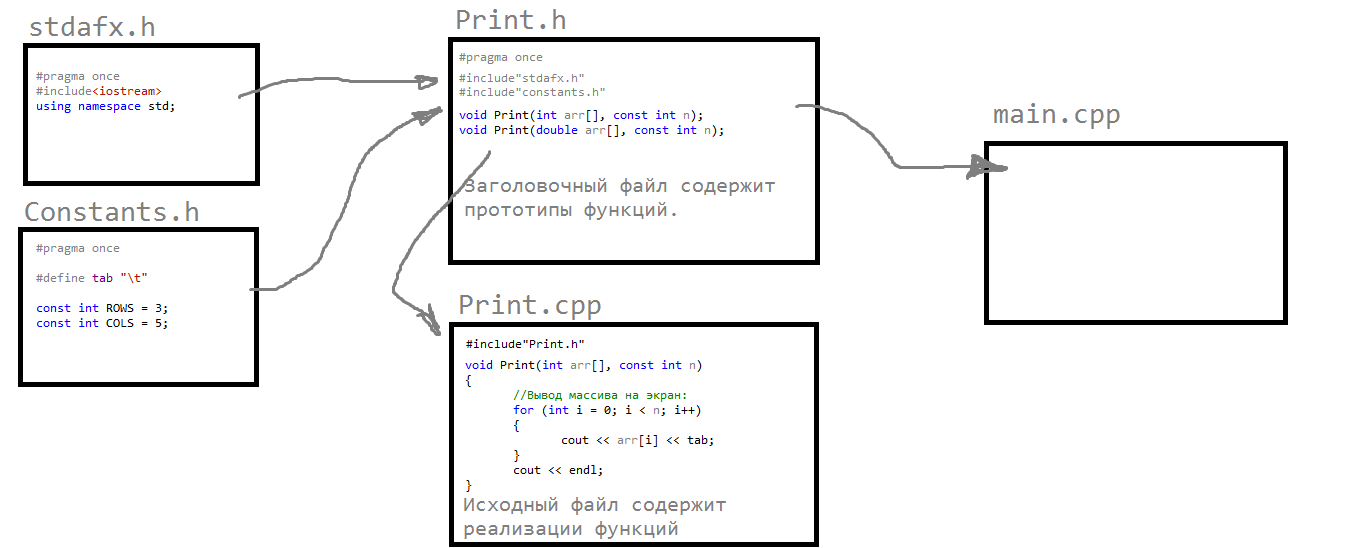 stdafx.h
#pragma once
#include<iostream>
using namespace std;
Constants.h
#pragma once
#define tab "\t"
const int ROWS = 3;
const int COLS = 5;
Print.h
#pragma once
#include"stdafx.h"
#include"constants.h"
void Print(int arr[], const int n);
void Print(double arr[], const int n);
Заголовочный файл содержит
прототипы функций.
Print.cpp
#include"Print.h"
void Print(int arr[], const int n)
{
//Вывод массива на экран:
for (int i = 0; i < n; i++)
{
cout << arr[i] << tab;
}
cout << endl;
}
Исходный файл содержит
реализации функций
main.cpp